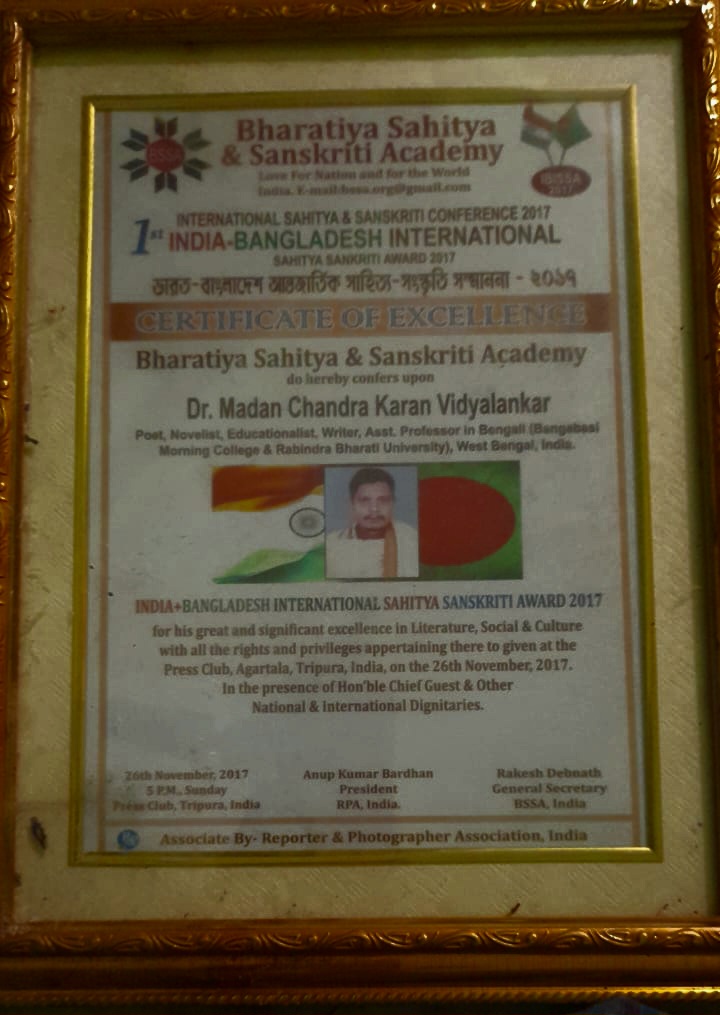 BSSA
Bharatiya Sahitya
& Sanskriti Academy
Love For Nation and for the World
India. E-mail:bssa.org@gmail.com
IBISSA
2017
INTERNATIONAL SAHITYA & SANSKRITI CONFERENCE 2017
1st INDIA-BANGLADESH INTERNATIONAL
SAHITYA SANKRITI AWARD 2017
ভারত-বাংলাদেশ আন্তর্জাতিক সাহিত্য-সংস্কৃতি সম্মাননা - ২০১৭
CERTIFICATE OF EXCELLENCE
Bharatiya Sahitya & Sanskriti Academy
do hereby confers upon
Dr. Madan Chandra Karan Vidyalankar
Poet, Novelist, Educationalist, Writer, Asst. Professor in Bengali (Bangabasi
Morning College & Rabindra Bharati University), West Bengal, India.
INDIA+BANGLADESH INTERNATIONAL SAHITYA SANSKRITI AWARD 2017
for his great and significant excellence in Literature, Social & Culture
with all the rights and privileges appertaining there to given at the
Press Club, Agartala, Tripura, India, on the 26th November, 2017.
In the presence of Hon'ble Chief Guest & Other
National & International Dignitaries.
26th November, 2017
5 P.M., Sunday
Press Club, Tripura, India
Anup Kumar Bardhan
President
RPA, India.
Rakesh Debnath
General Secretary
BSSA, India
Associate By- Reporter & Photographer Association, India